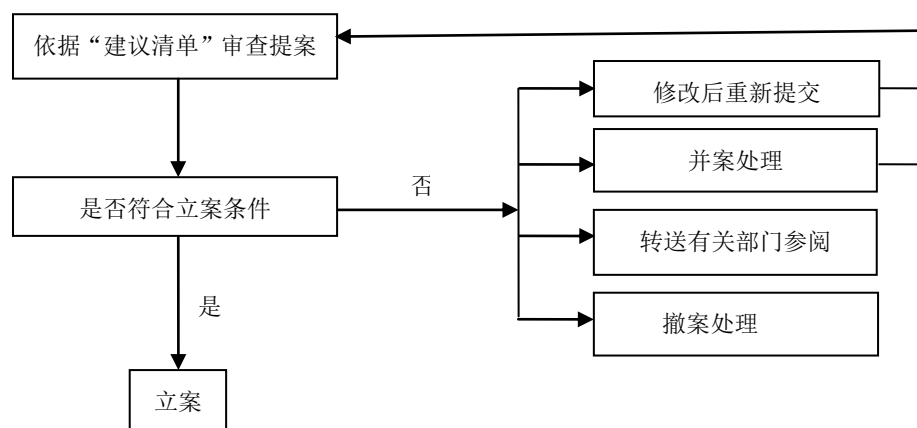 依据“建议清单”审查提案
修改后重新提交
并案处理
否
是否符合立案条件
转送有关部门参阅
是
撤案处理
立案